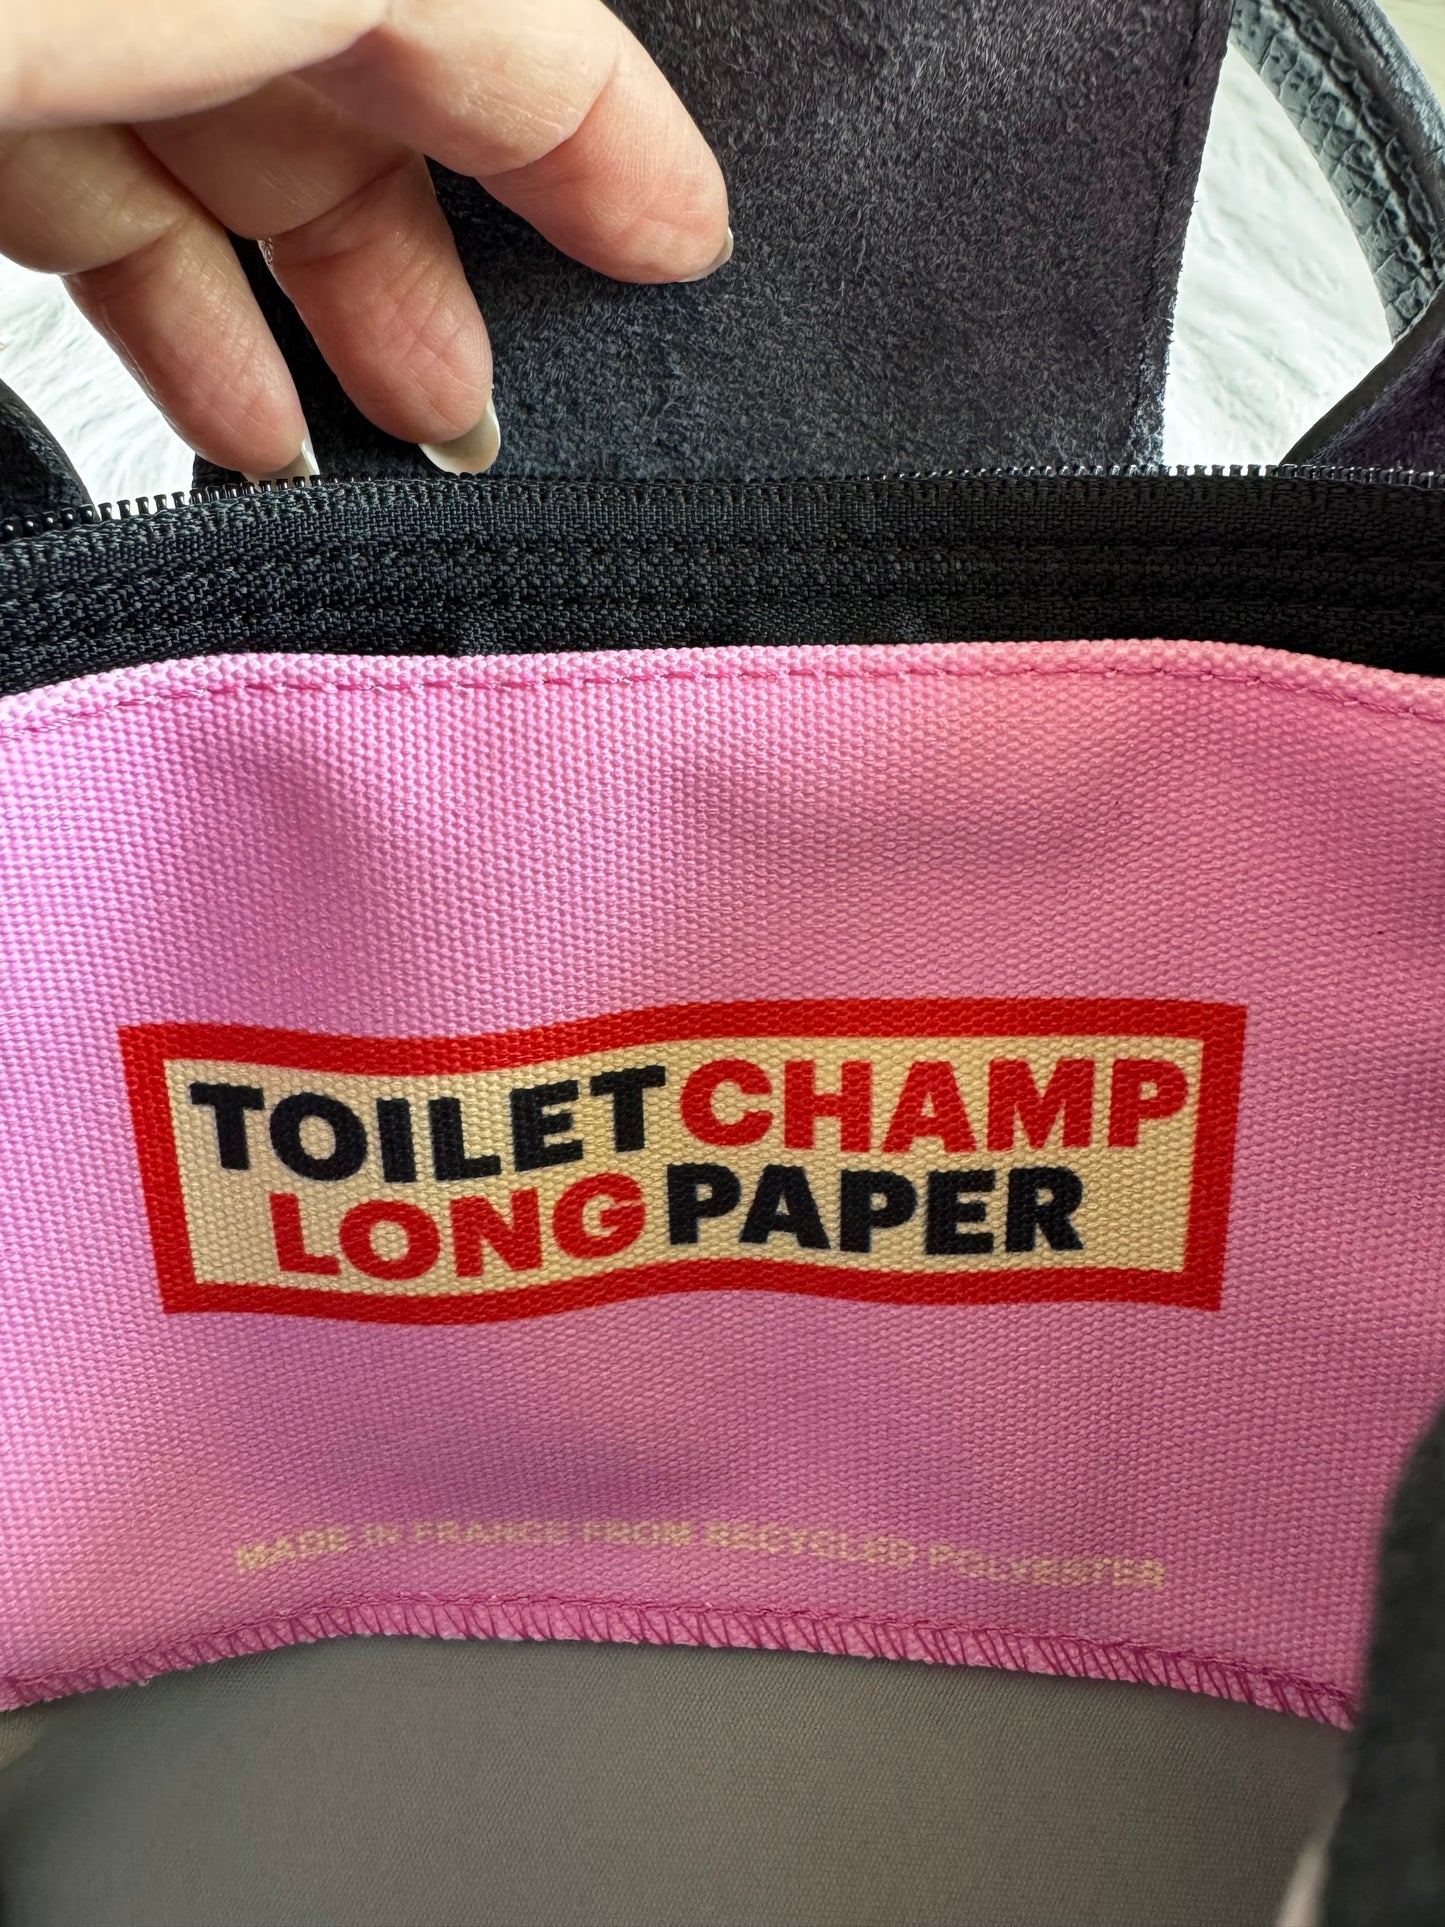 TOILETCHAMP
LONGPAPER
MADE IN FRANCE FROM RECYCLED POLYESTER